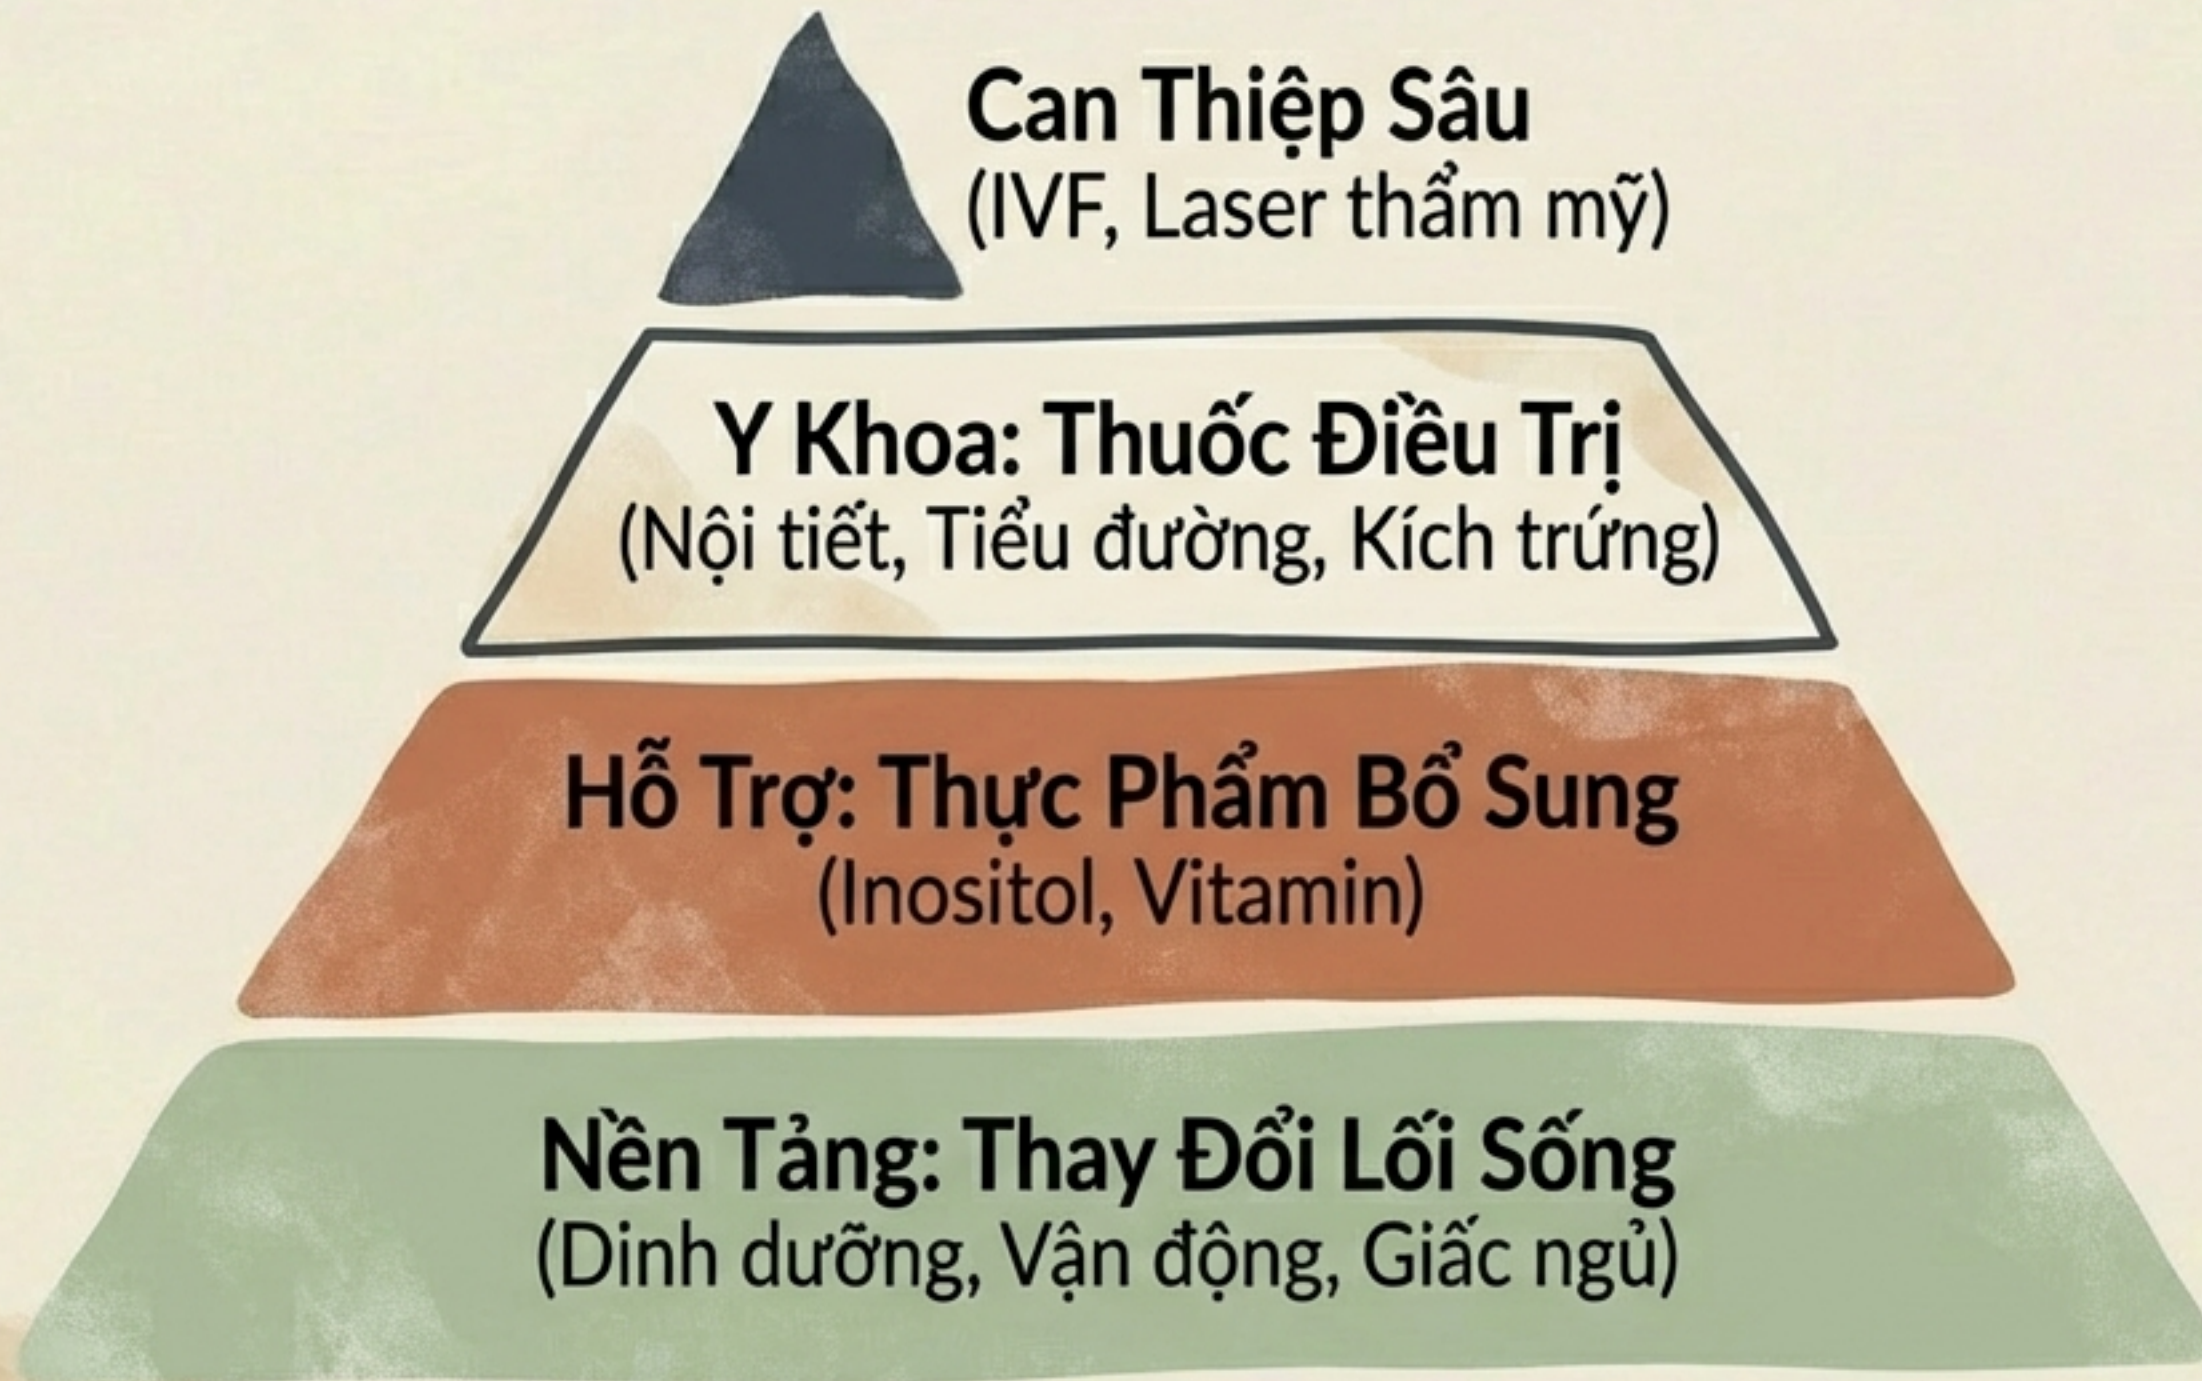 Can Thiệp Sâu
(IVF, Laser thẩm mỹ)
Y Khoa: Thuốc Điều Trị
(Nội tiết, Tiểu đường, Kích trứng)
Hỗ Trợ: Thực Phẩm Bổ Sung
(Inositol, Vitamin)
Nền Tảng: Thay Đổi Lối Sống
(Dinh dưỡng, Vận động, Giấc ngủ)